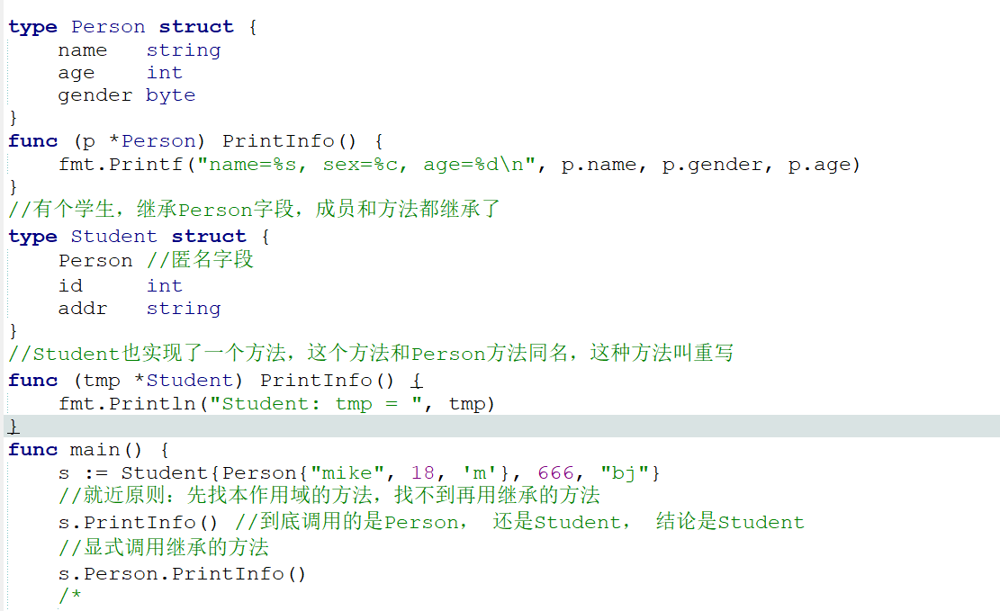 type Person struct {
    name   string
    age    int
    gender byte
}
func (p *Person) PrintInfo() {
    fmt.Printf("name=%s, sex=%c, age=%d\n", p.name, p.gender, p.age)
}
//有个学生，继承Person字段，成员和方法都继承了
type Student struct {
    Person //匿名字段
    id     int
    addr   string
}
//Student也实现了一个方法，这个方法和Person方法同名，这种方法叫重写
func (tmp *Student) PrintInfo() {
    fmt.Println("Student: tmp = ", tmp)
}
func main() {
    s := Student{Person{"mike", 18, 'm'}, 666, "bj"}
    //就近原则：先找本作用域的方法，找不到再用继承的方法
    s.PrintInfo() //到底调用的是Person， 还是Student， 结论是Student
    //显式调用继承的方法
    s.Person.PrintInfo()
    /*